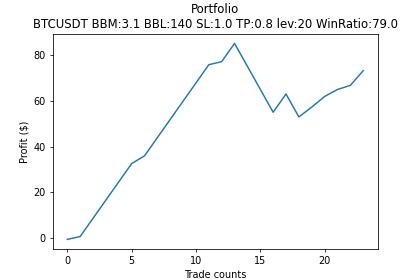 Portfolio
BTCUSDT BBM:3.1 BBL:140 SL:1.0 TP:0.8 lev:20 WinRatio:79.0
80
60
40
20
0
Profit ($)
0 5 10 15 20
Trade counts